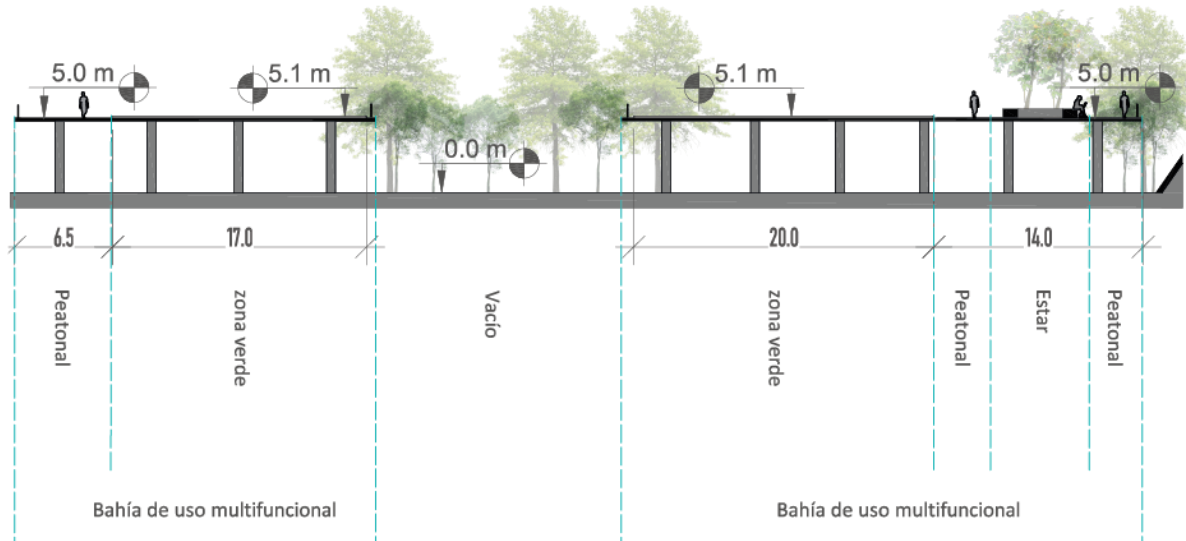 5.0 m
5.1 m
5.1 m
5.0 m
0.0 m
6.5
17.0
20.0
14.0
Peatonal
zona verde
Vacío
zona verde
Peatonal
Estar
Peatonal
Bahía de uso multifuncional
Bahía de uso multifuncional